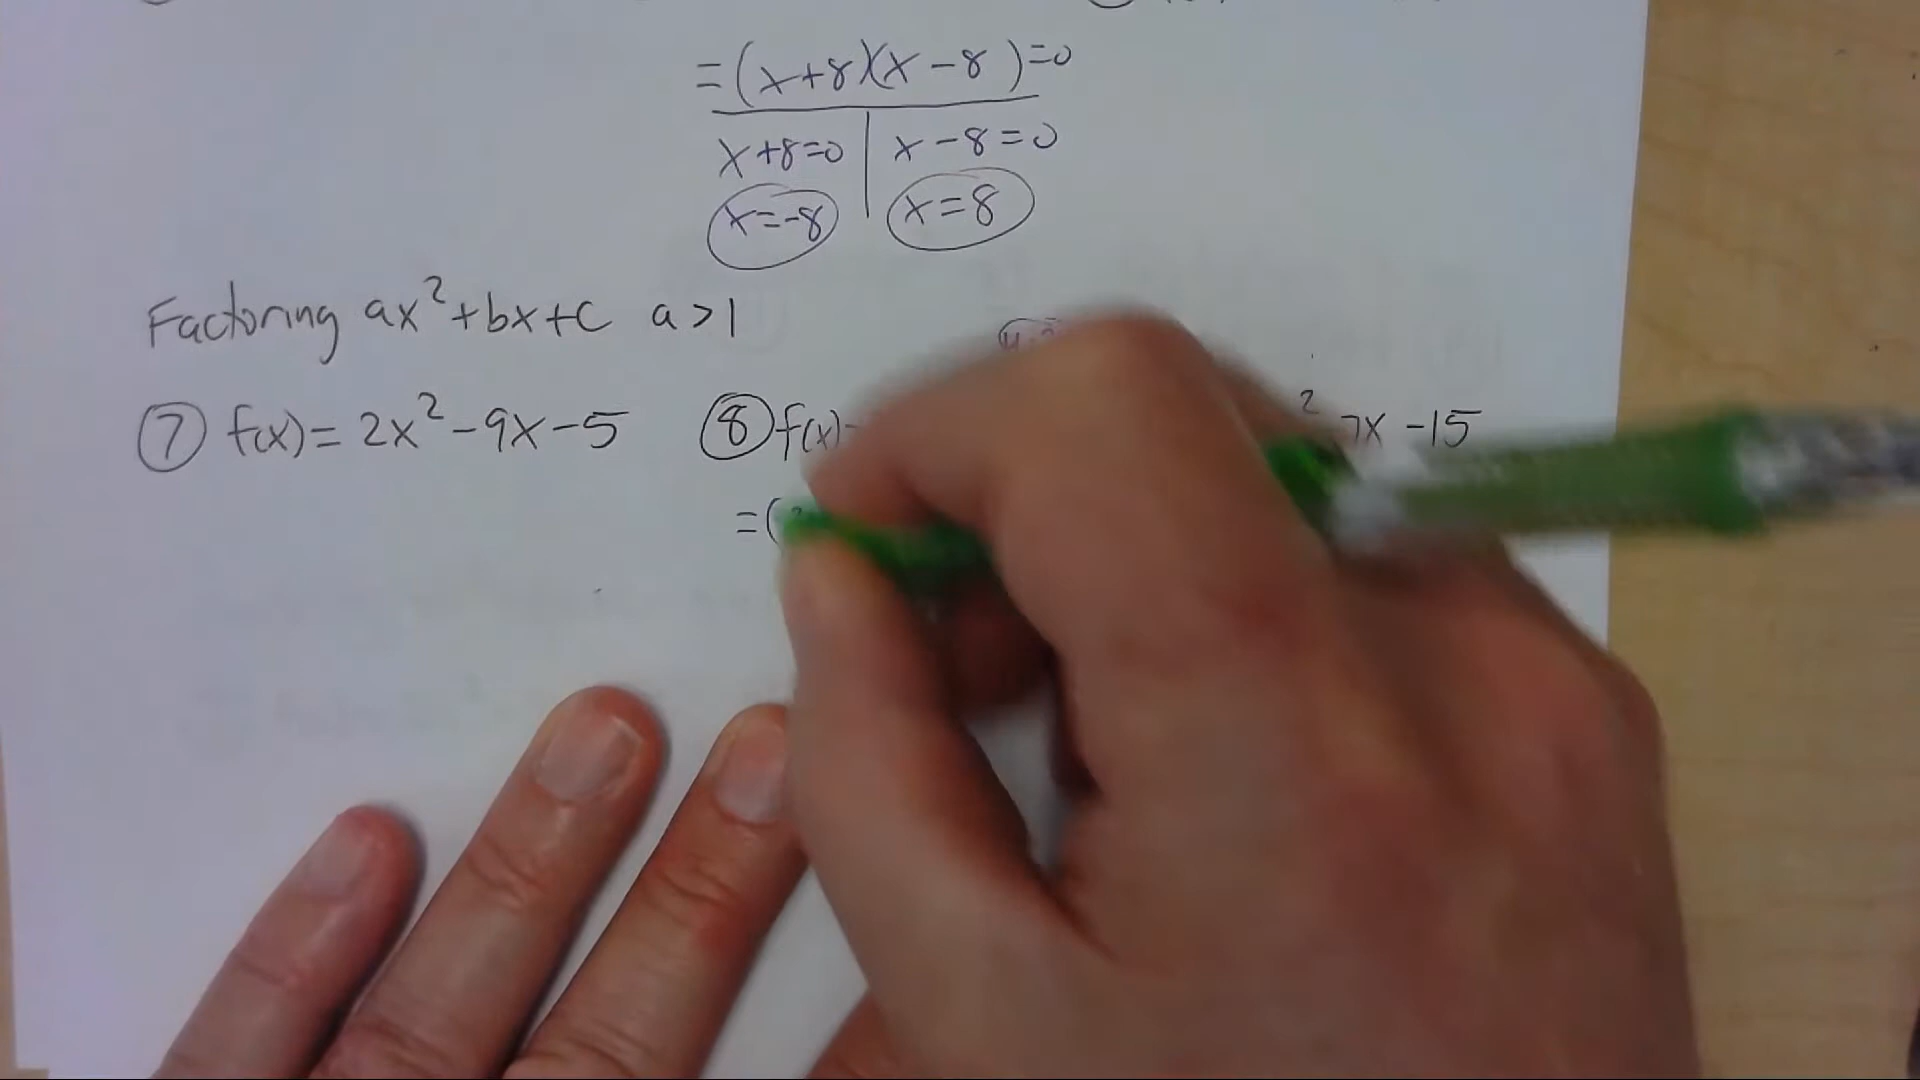 =(x+8)(x-8)=0
x+8=0 x-8=0
x=-8 x=8
Factoring ax²+bx+c a>1
⑦ f(x)=2x²-9x-5 ⑧ f(x) ² 7x -15
=(